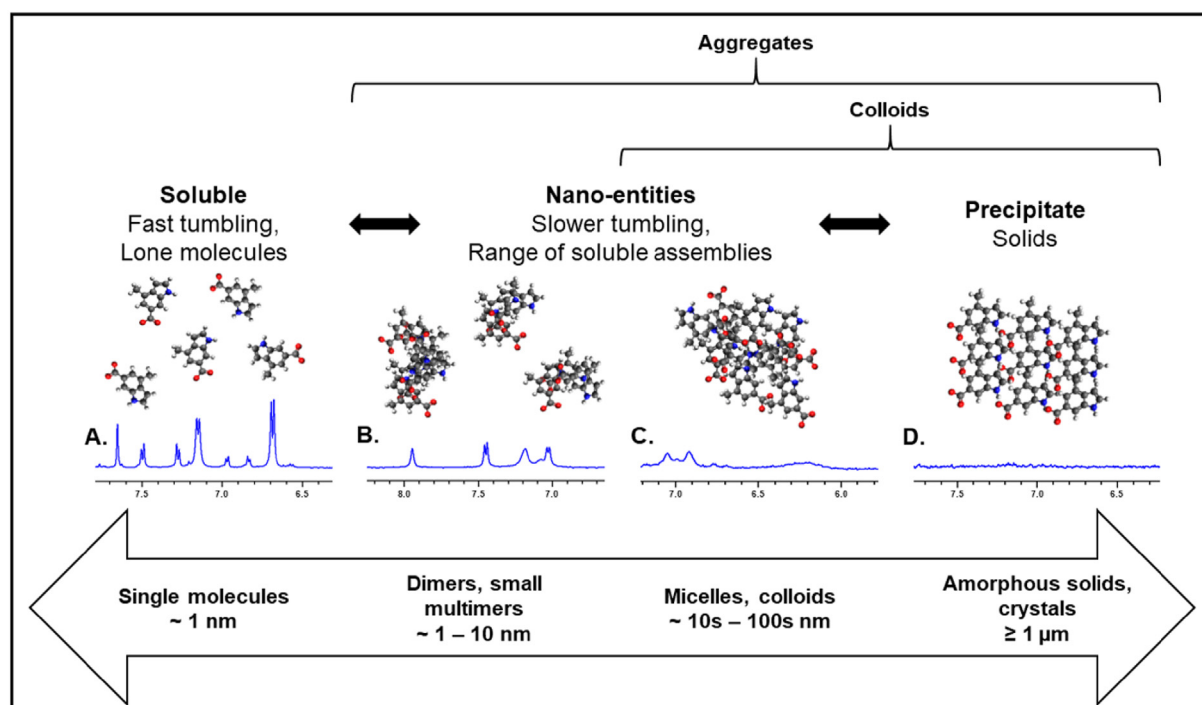 Aggregates
Colloids
Soluble
Fast tumbling,
Lone molecules
Nano-entities
Slower tumbling,
Range of soluble assemblies
Precipitate
Solids
A.
B.
C.
D.
7.5 7.0 6.5
8.0 7.5 7.0
7.0 6.5 6.0
7.5 7.0 6.5
Single molecules
~ 1 nm
Dimers, small
multimers
~ 1 – 10 nm
Micelles, colloids
~ 10s – 100s nm
Amorphous solids,
crystals
≥ 1 µm